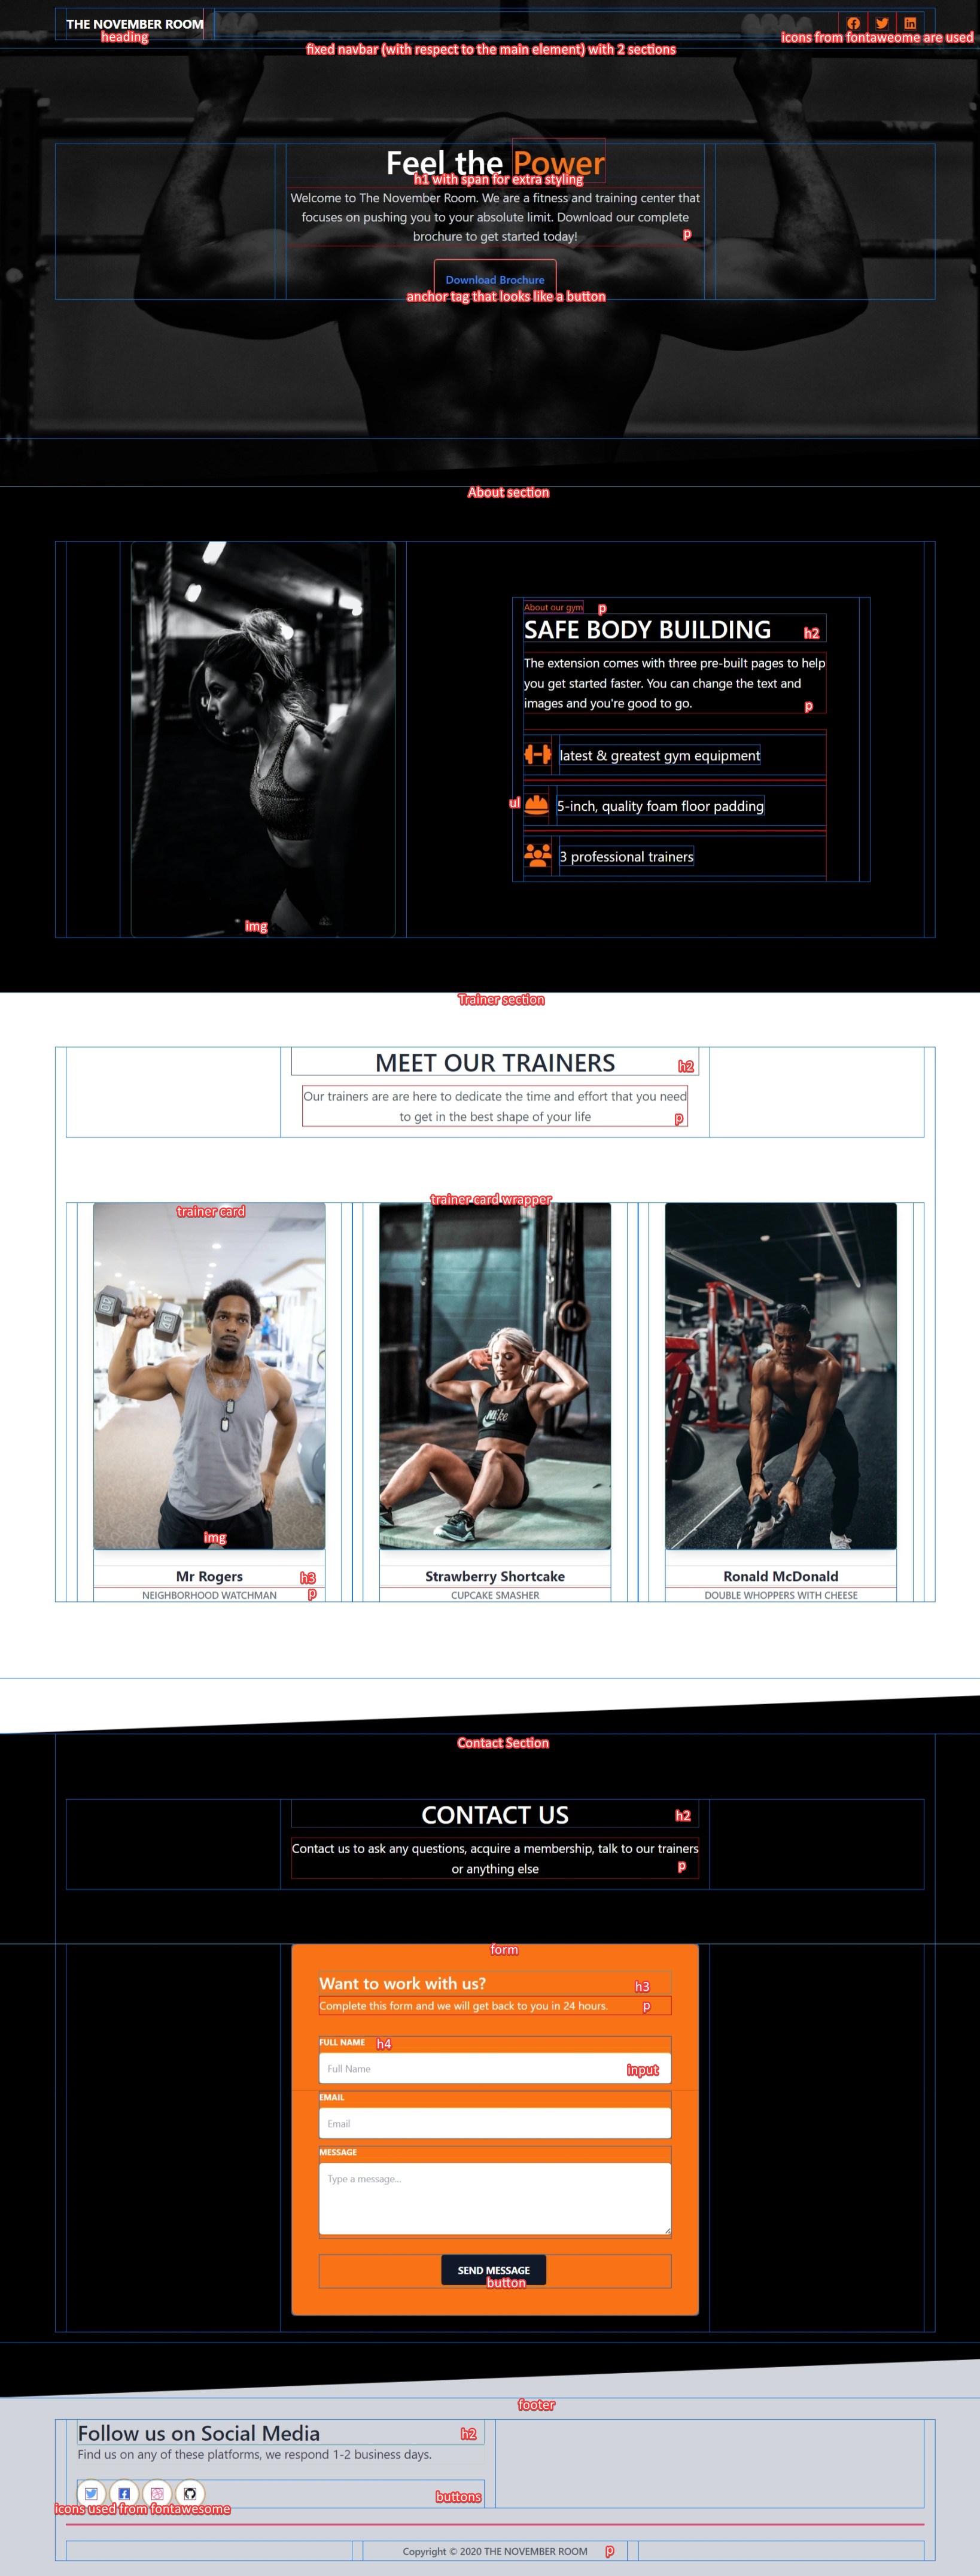 THE NOVEMBER ROOM
heading
icons from fontaweome are used
fixed navbar (with respect to the main element) with 2 sections
Feel the Power
h1 with span for extra styling
Welcome to The November Room. We are a fitness and training center that
focuses on pushing you to your absolute limit. Download our complete
brochure to get started today!
p
Download Brochure
anchor tag that looks like a button
About section
About our gym
p
SAFE BODY BUILDING
h2
The extension comes with three pre-built pages to help
you get started faster. You can change the text and
images and you're good to go.
p
latest & greatest gym equipment
ul
5-inch, quality foam floor padding
3 professional trainers
img
Trainer section
MEET OUR TRAINERS
h2
Our trainers are are here to dedicate the time and effort that you need
to get in the best shape of your life
p
trainer card wrapper
trainer card
Nike
img
Mr Rogers
h3
NEIGHBORHOOD WATCHMAN
p
Strawberry Shortcake
CUPCAKE SMASHER
Ronald McDonald
DOUBLE WHOPPERS WITH CHEESE
Contact Section
CONTACT US
h2
Contact us to ask any questions, acquire a membership, talk to our trainers
or anything else
p
form
Want to work with us?
h3
Complete this form and we will get back to you in 24 hours.
p
FULL NAME
h4
Full Name
input
EMAIL
Email
MESSAGE
Type a message...
SEND MESSAGE
button
footer
Follow us on Social Media
h2
Find us on any of these platforms, we respond 1-2 business days.
buttons
icons used from fontawesome
Copyright © 2020 THE NOVEMBER ROOM
p